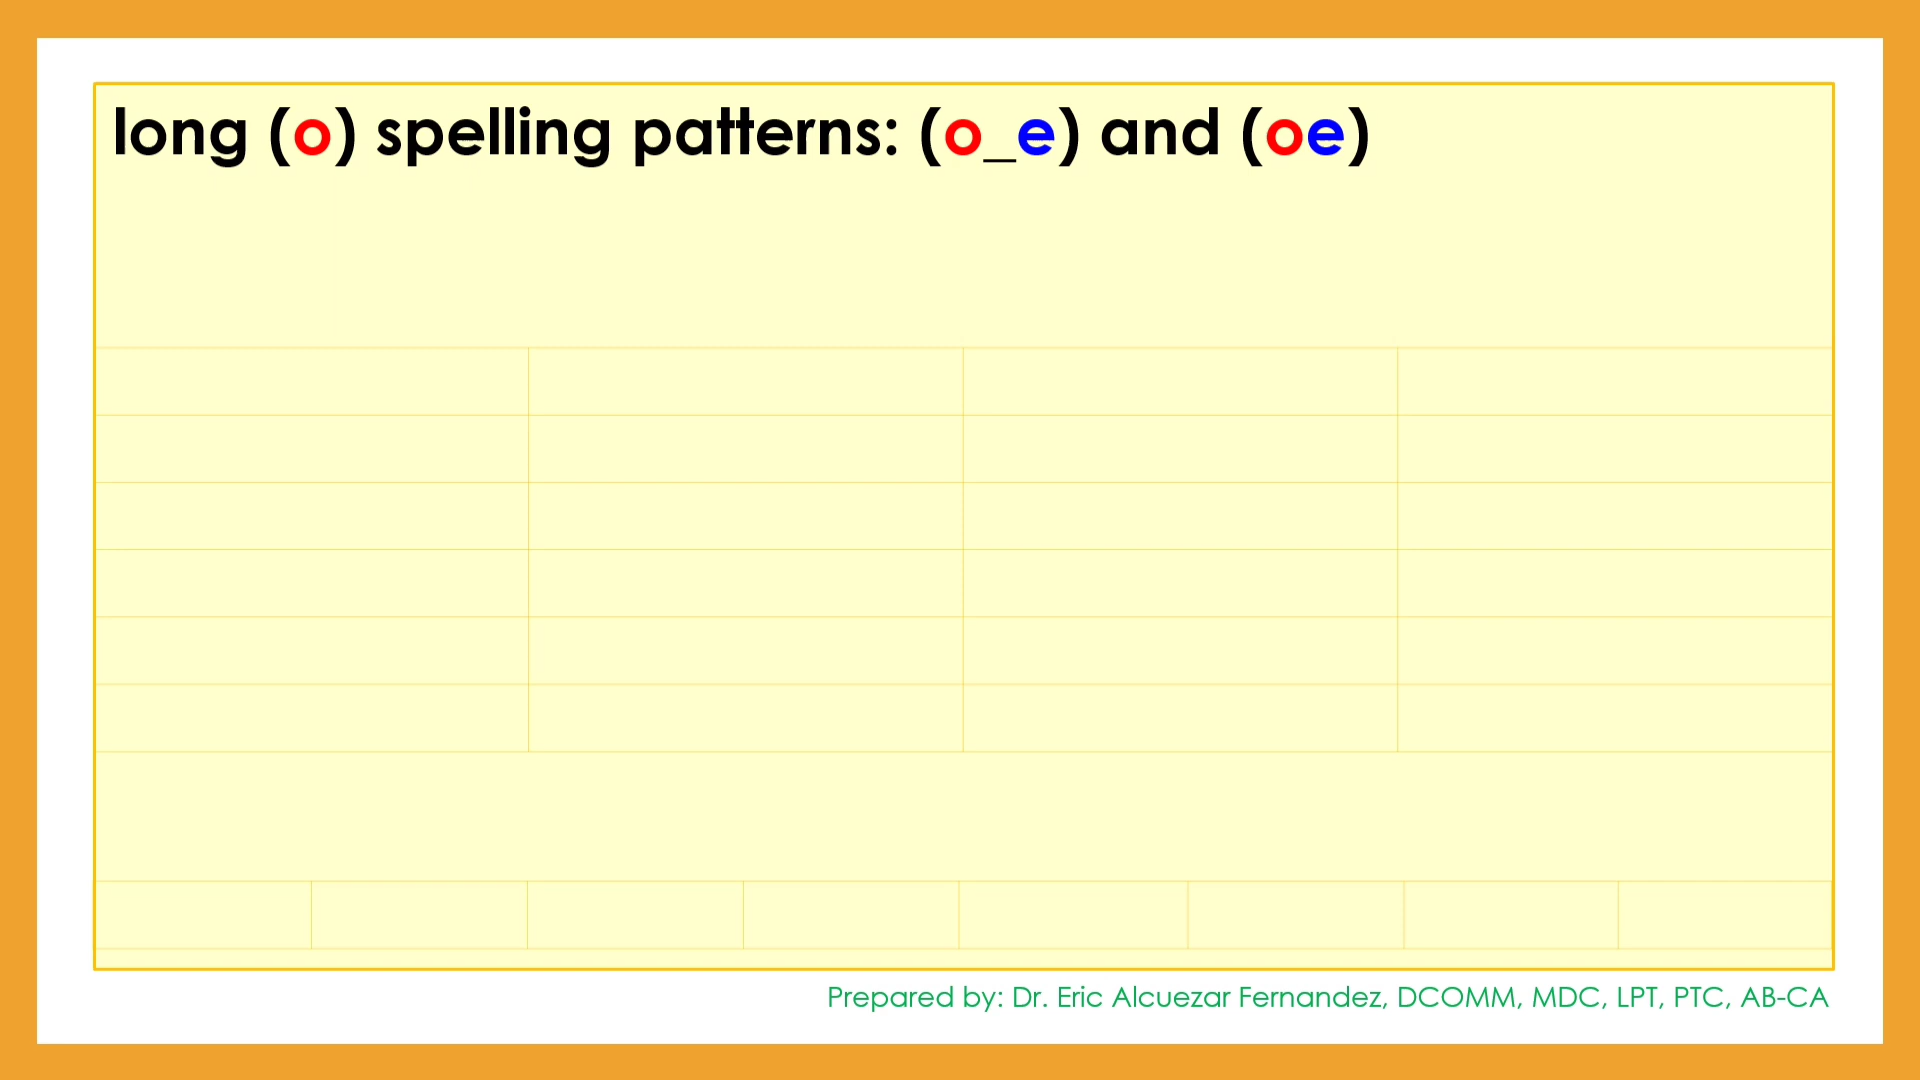 long (o) spelling patterns: (o_e) and (oe)
Prepared by: Dr. Eric Alcuezar Fernandez, DCOMM, MDC, LPT, PTC, AB-CA